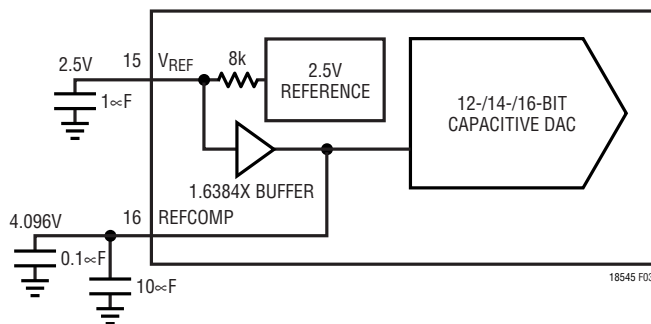 2.5V
15
VREF
8k
2.5V
REFERENCE
12-/14-/16-BIT
CAPACITIVE DAC
1∝F
1.6384X BUFFER
16
REFCOMP
4.096V
0.1∝F
10∝F
18545 F03